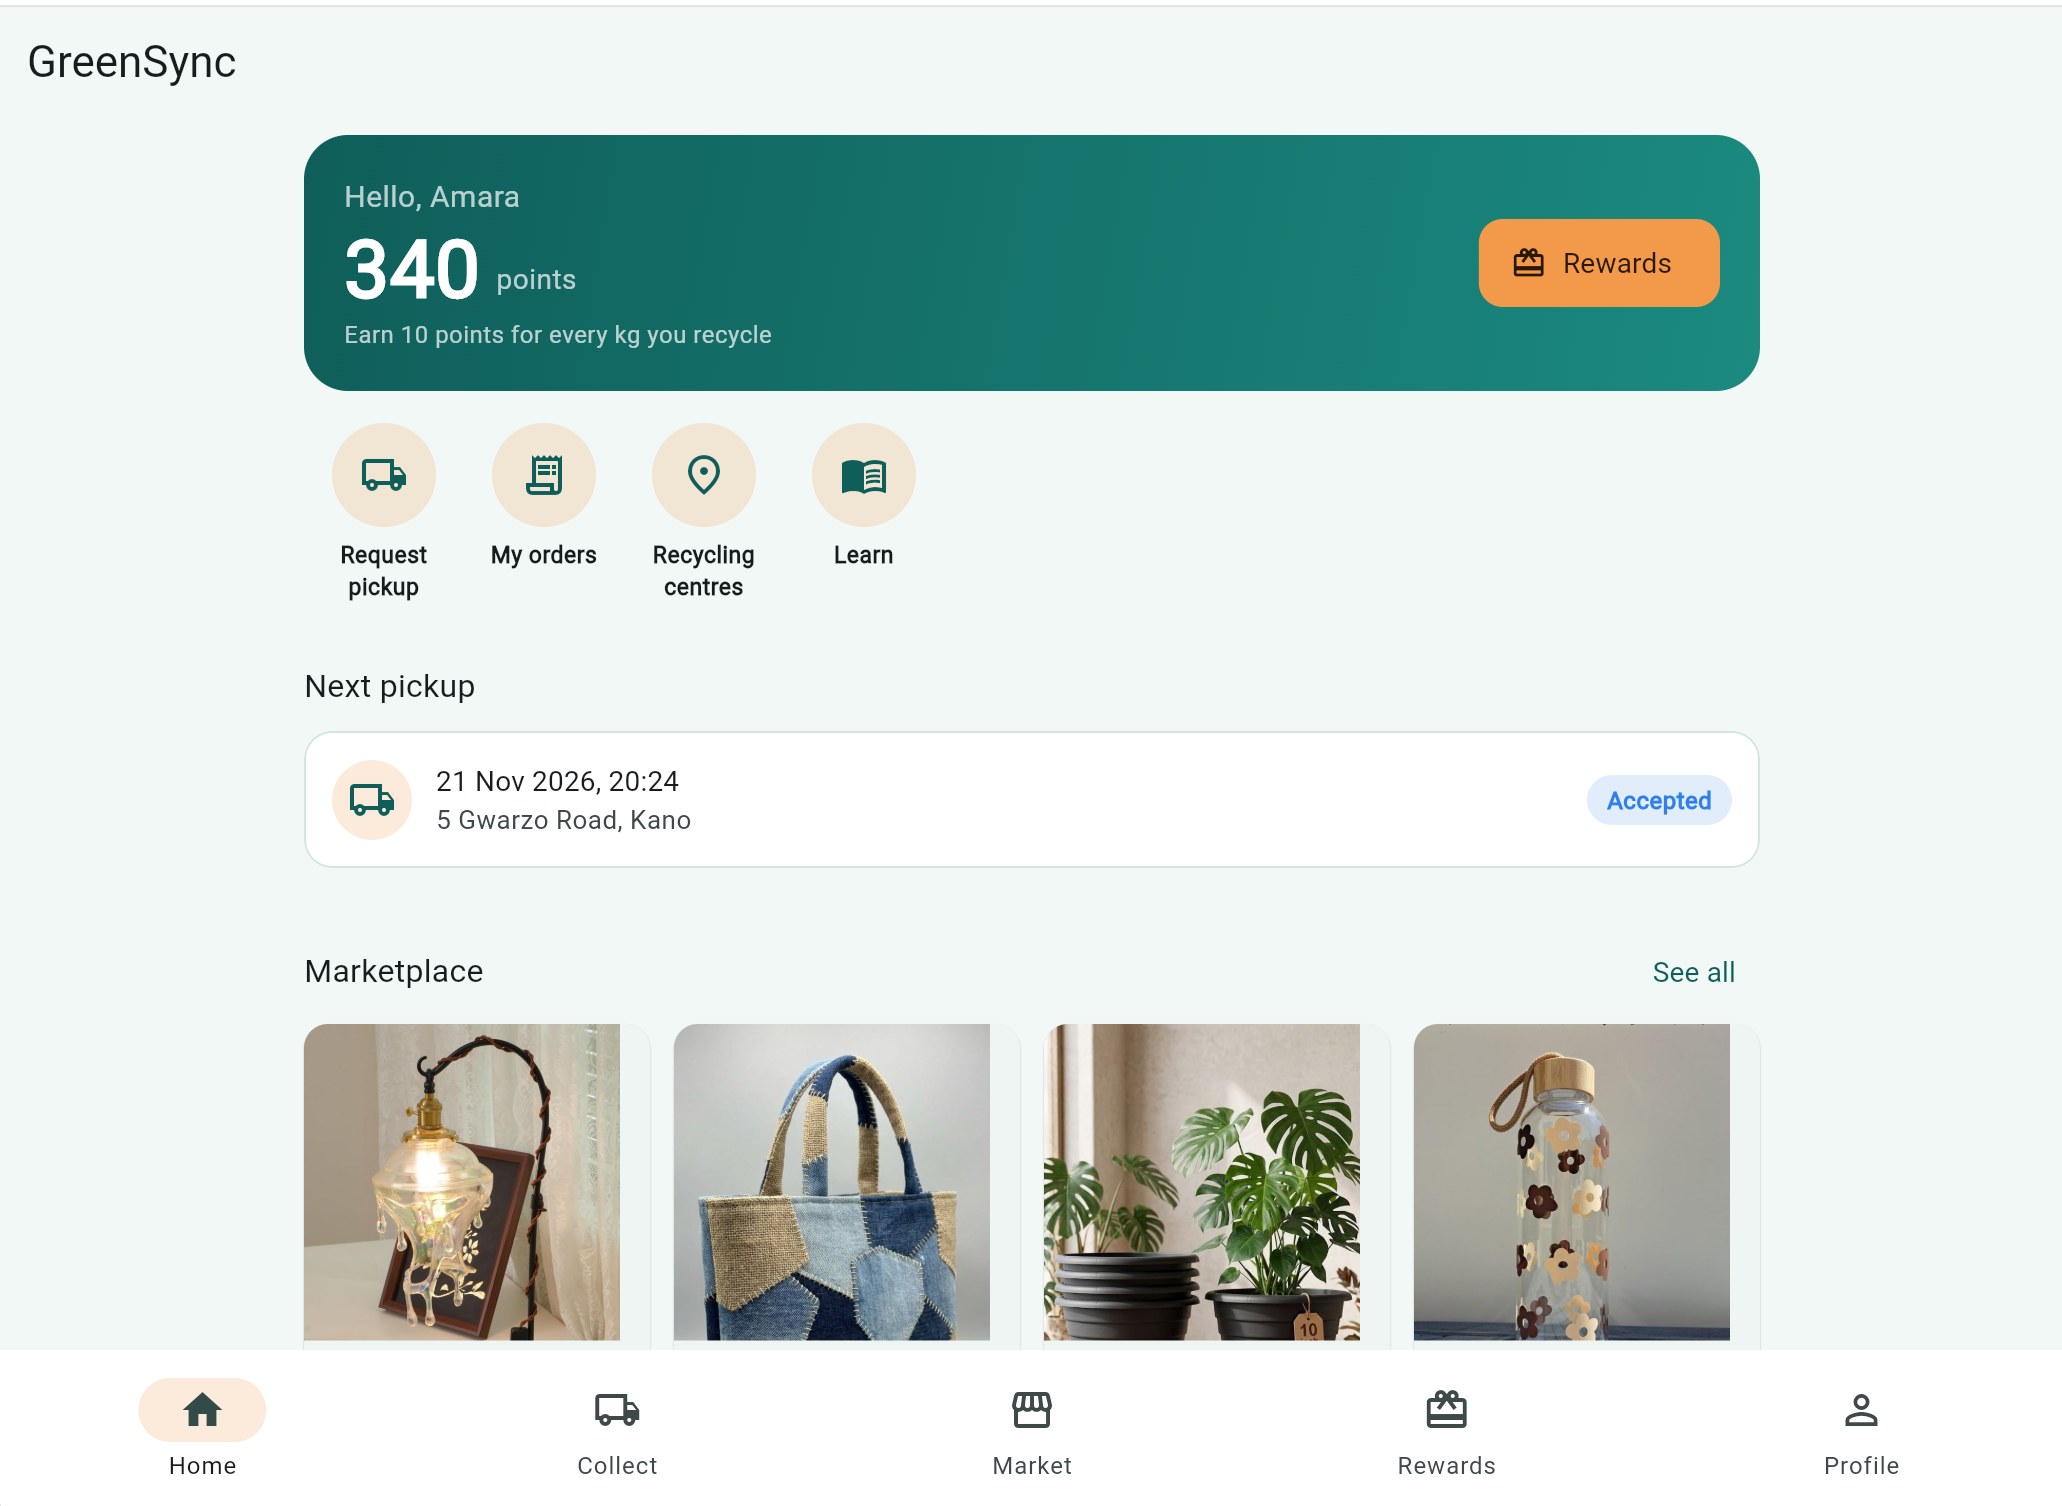 GreenSync
Hello, Amara
340 points
Earn 10 points for every kg you recycle
Rewards
Request
pickup
My orders
Recycling
centres
Learn
Next pickup
21 Nov 2026, 20:24
5 Gwarzo Road, Kano
Accepted
Marketplace
See all
10
Home
Collect
Market
Rewards
Profile